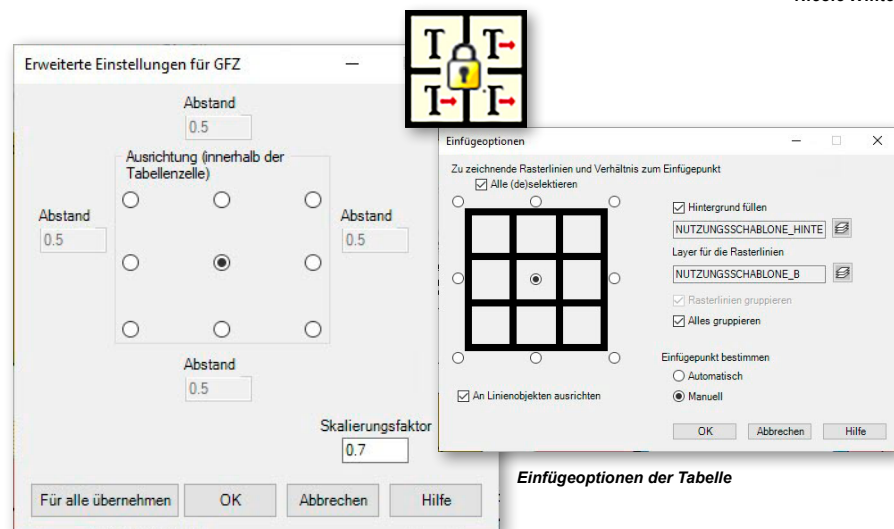 Erweiterte Einstellungen für GFZ
Abstand
0.5
Ausrichtung (innerhalb der
Tabellenzelle)
Abstand
0.5
Abstand
0.5
Abstand
0.5
Skalierungsfaktor
0.7
Für alle übernehmen
OK
Abbrechen
Hilfe
T T
T T
Einfügeoptionen
Zu zeichnende Rasterlinien und Verhältnis zum Einfügepunkt
Alle (de)selektieren
Hintergrund füllen
NUTZUNGSSCHABLONE_HINTE
Layer für die Rasterlinien
NUTZUNGSSCHABLONE_B
Rasterlinien gruppieren
Alles gruppieren
Einfügepunkt bestimmen
Automatisch
Manuell
An Linienobjekten ausrichten
OK
Abbrechen
Hilfe
Einfügeoptionen der Tabelle